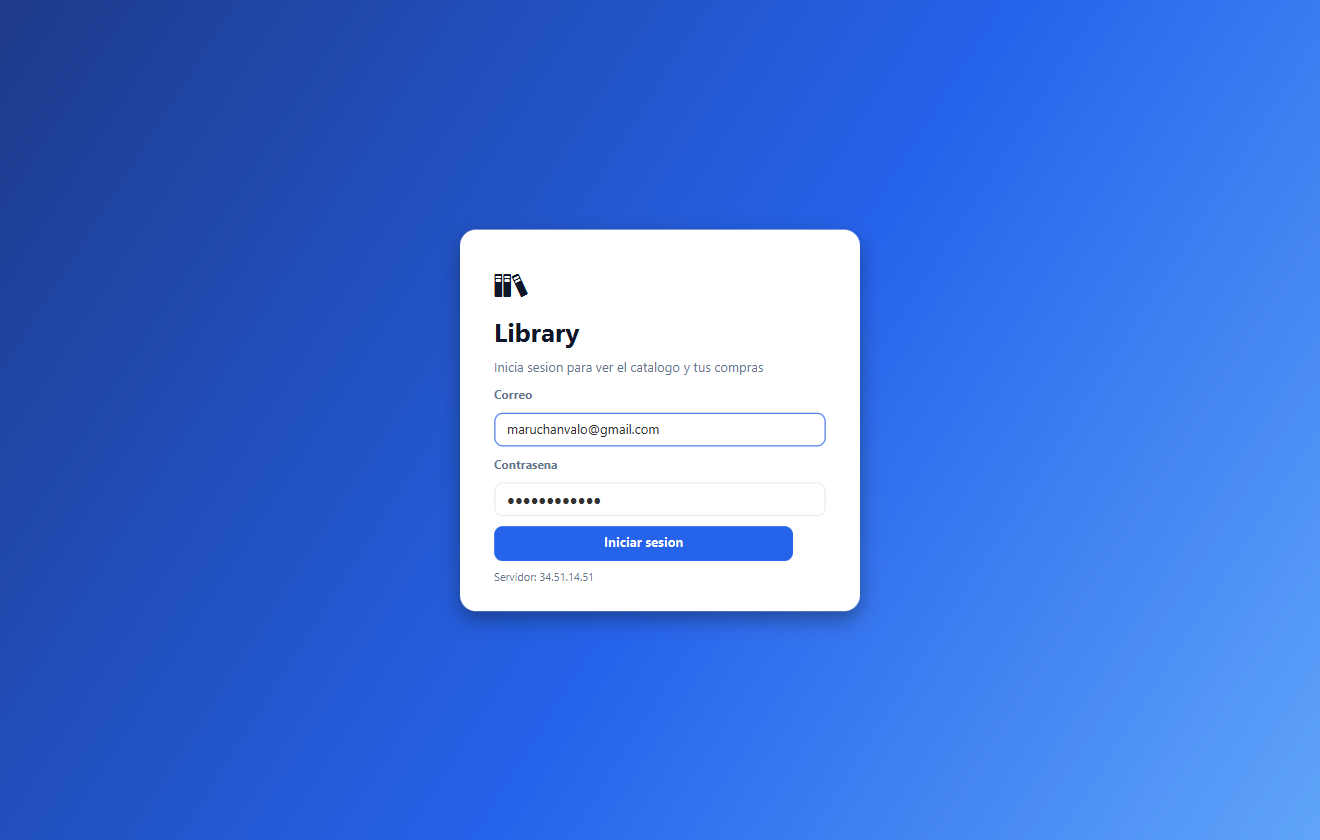 Library
Inicia sesion para ver el catalogo y tus compras
Correo
maruchanvalo@gmail.com
Contrasena
●●●●●●●●●●●●
Iniciar sesion
Servidor: 34.51.14.51